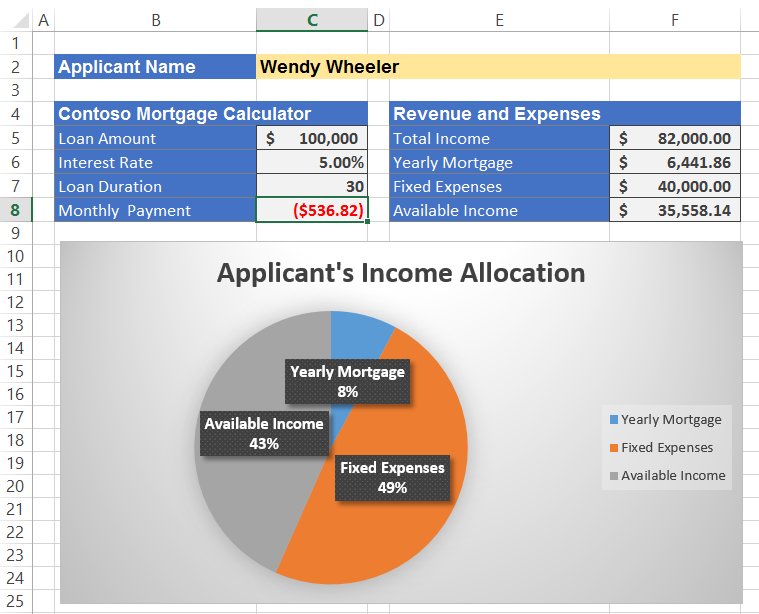 A B C D E F
1
2 Applicant Name Wendy Wheeler
3
4 Contoso Mortgage Calculator Revenue and Expenses
5 Loan Amount $ 100,000 Total Income $ 82,000.00
6 Interest Rate 5.00% Yearly Mortgage $ 6,441.86
7 Loan Duration 30 Fixed Expenses $ 40,000.00
8 Monthly  Payment ($536.82) Available Income $ 35,558.14
9
10
11 Applicant's Income Allocation
12
13
14
15 Yearly Mortgage
16 8%
17 Available Income Yearly Mortgage
18 43% Fixed Expenses
19 Fixed Expenses Available Income
20 49%
21
22
23
24
25